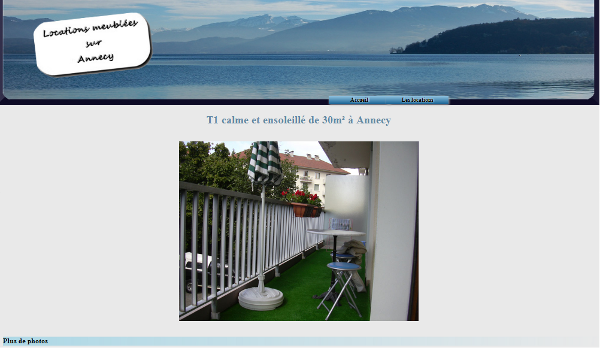 Locations meublées
sur
Annecy
Accueil
Les locations
T1 calme et ensoleillé de 30m² à Annecy
Plus de photos